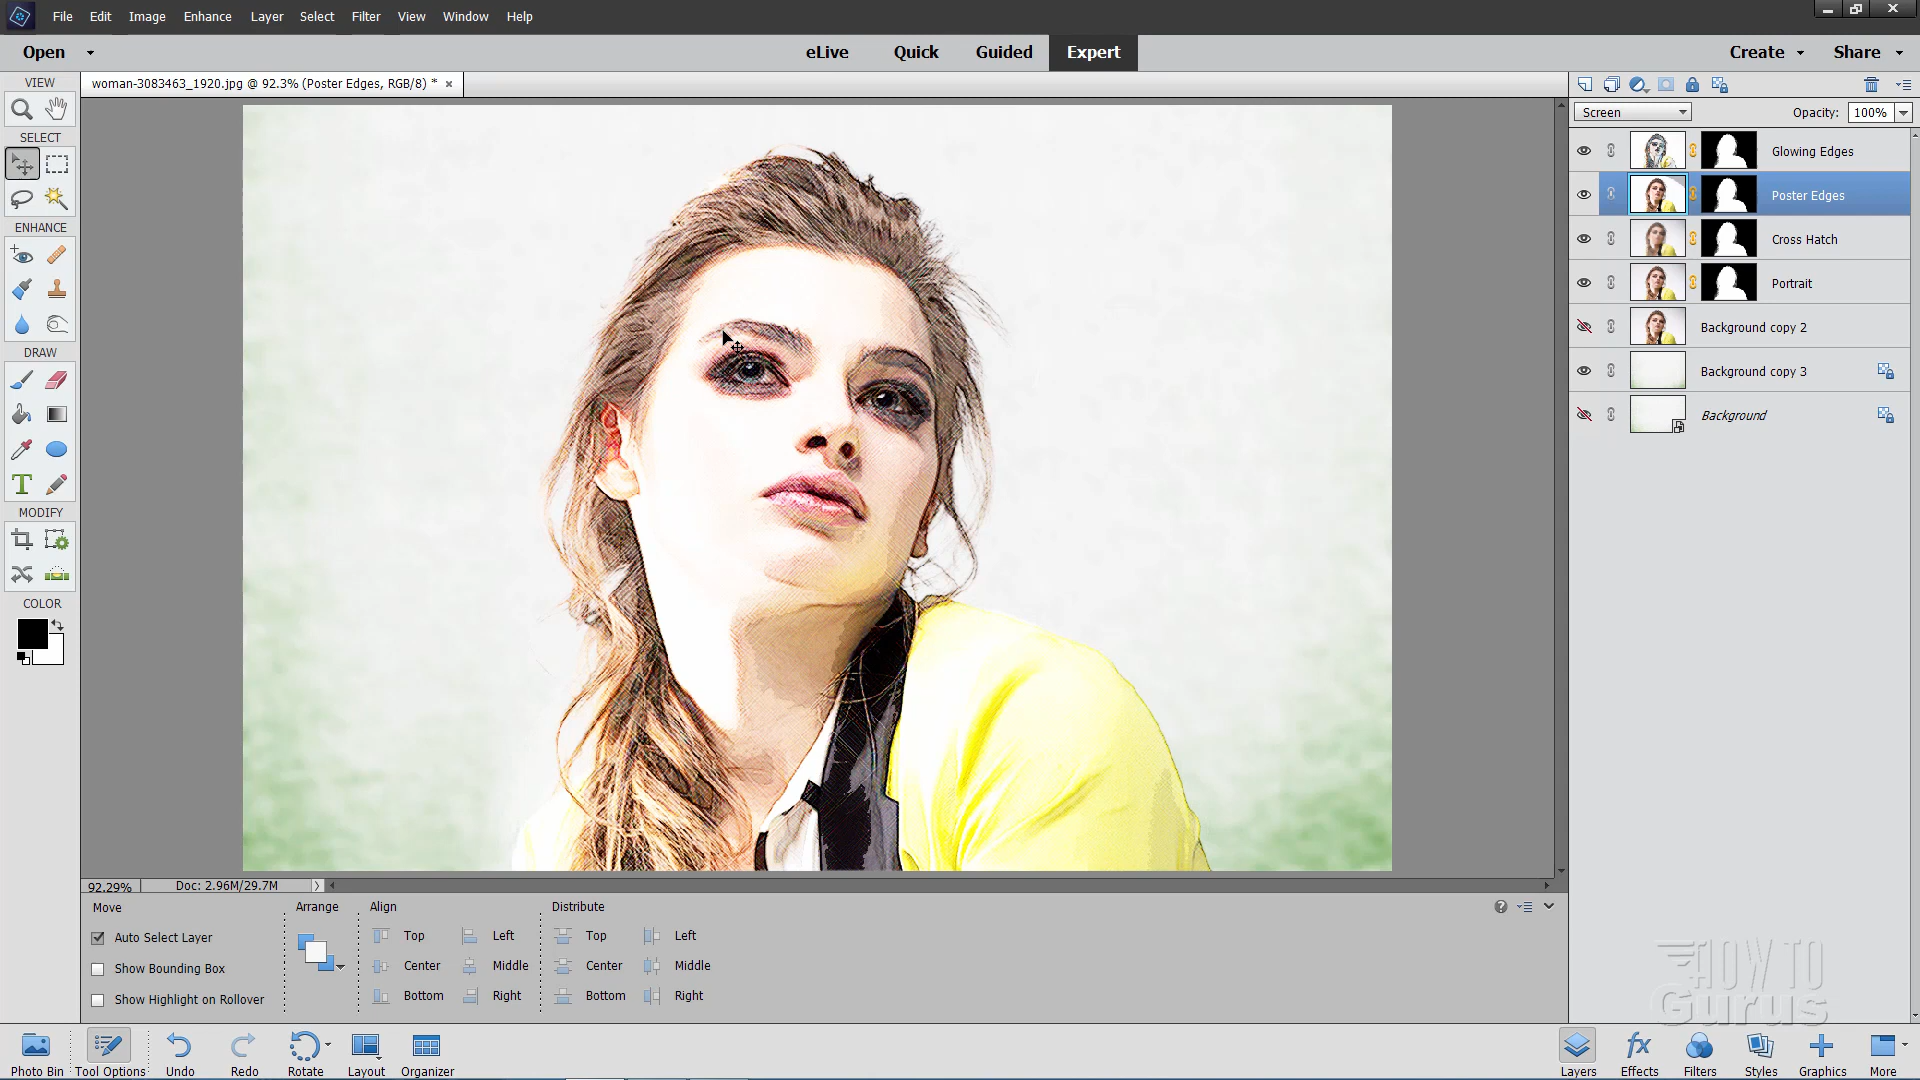 File Edit Image Enhance Layer Select Filter View Window Help
Open eLive Quick Guided Expert Create Share
VIEW
woman-3083463_1920.jpg @ 92.3% (Poster Edges, RGB/8) * ×
Screen Opacity: 100%
SELECT
Glowing Edges
Poster Edges
ENHANCE
Cross Hatch
Portrait
Background copy 2
DRAW
Background copy 3
Background
T
MODIFY
COLOR
92.29% Doc: 2.96M/29.7M
Move Arrange Align Distribute
Auto Select Layer Top Left Top Left
Show Bounding Box Center Middle Center Middle
Show Highlight on Rollover Bottom Right Bottom Right
HOW TO
Gurus
Photo Bin Tool Options Undo Redo Rotate Layout Organizer Layers Effects Filters Styles Graphics More